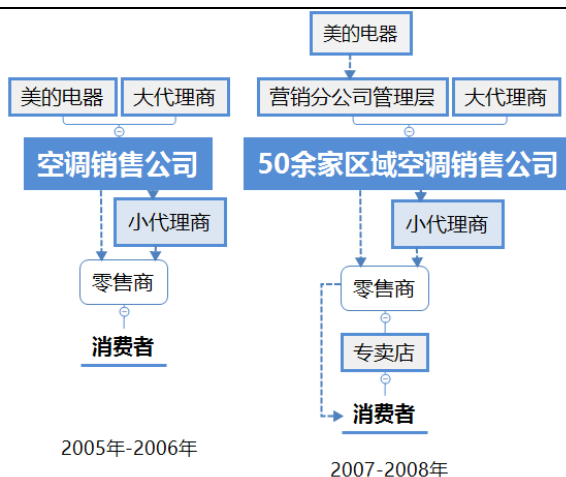 美的电器
美的电器
大代理商
营销分公司管理层
大代理商
空调销售公司
50余家区域空调销售公司
小代理商
小代理商
零售商
零售商
消费者
专卖店
消费者
2005年-2006年
2007-2008年